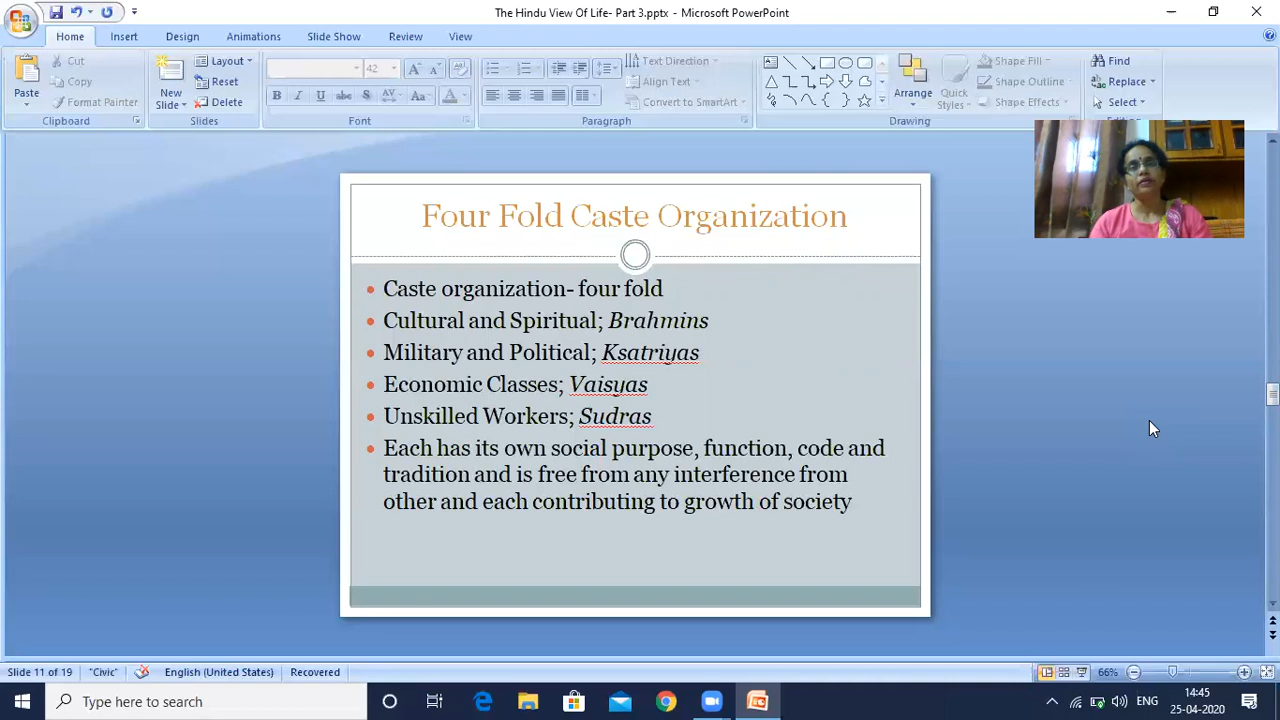 The Hindu View Of Life- Part 3.pptx - Microsoft PowerPoint
Home Insert Design Animations Slide Show Review View
Cut Layout 42 Text Direction Shape Fill Find
Paste Copy New Slide Reset Align Text Arrange Quick Styles Shape Outline Replace
Format Painter Delete B I U abc S AV Aa A Convert to SmartArt Shape Effects Select
Clipboard Slides Font Paragraph Drawing
Four Fold Caste Organization
• Caste organization- four fold
• Cultural and Spiritual; Brahmins
• Military and Political; Ksatriyas
• Economic Classes; Vaisyas
• Unskilled Workers; Sudras
• Each has its own social purpose, function, code and
tradition and is free from any interference from
other and each contributing to growth of society
Slide 11 of 19 "Civic" English (United States) Recovered 66%
Type here to search ENG 14:45
25-04-2020